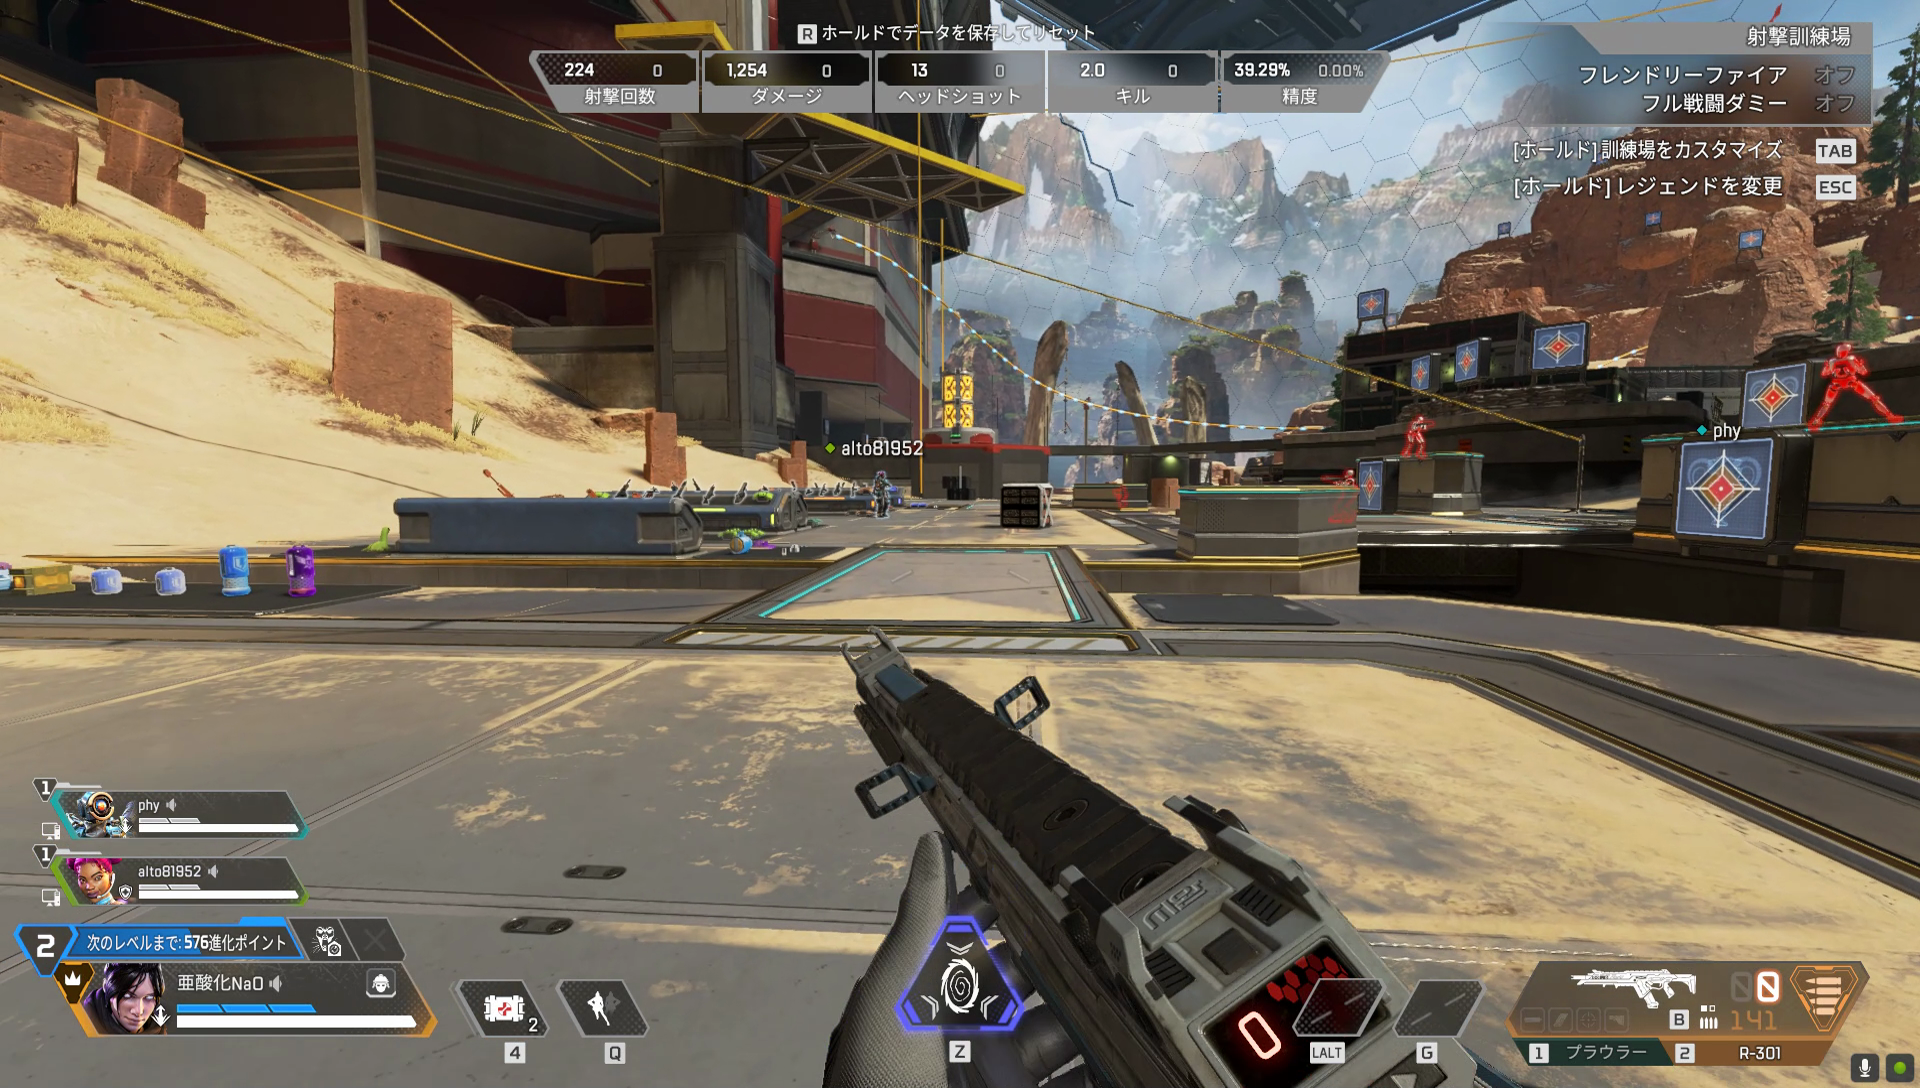 R ホールドでデータを保存してリセット
224 0 1,254 0 13 0 2.0 0 39.29% 0.00%
射撃回数 ダメージ ヘッドショット キル 精度
射撃訓練場
フレンドリーファイア オフ
フル戦闘ダミー オフ
[ホールド]訓練場をカスタマイズ TAB
[ホールド]レジェンドを変更 ESC
alto81952
phy
1
phy
1
alto81952
2 次のレベルまで:576進化ポイント
亜酸化NaO
2
4
Q
Z
0
LALT
G
0 0
B 141
1 プラウラー
2 R-301